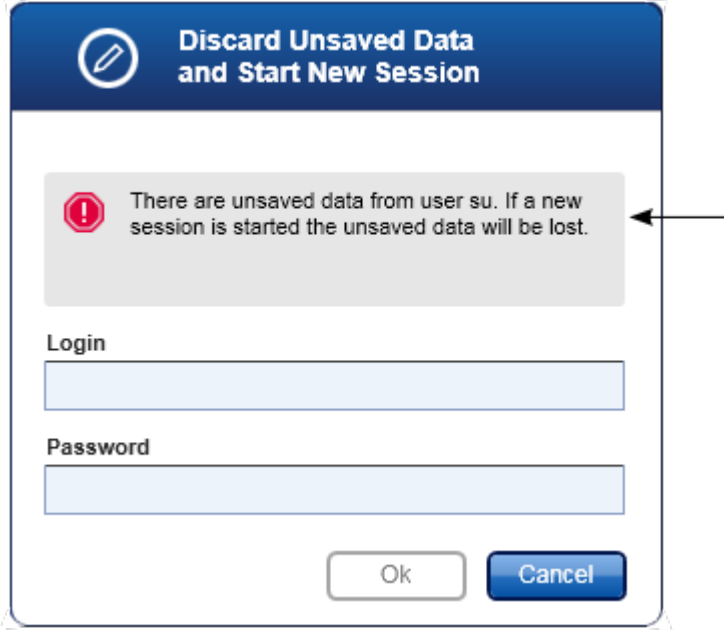 Discard Unsaved Data
and Start New Session
There are unsaved data from user su. If a new
session is started the unsaved data will be lost.
Login
Password
Ok
Cancel